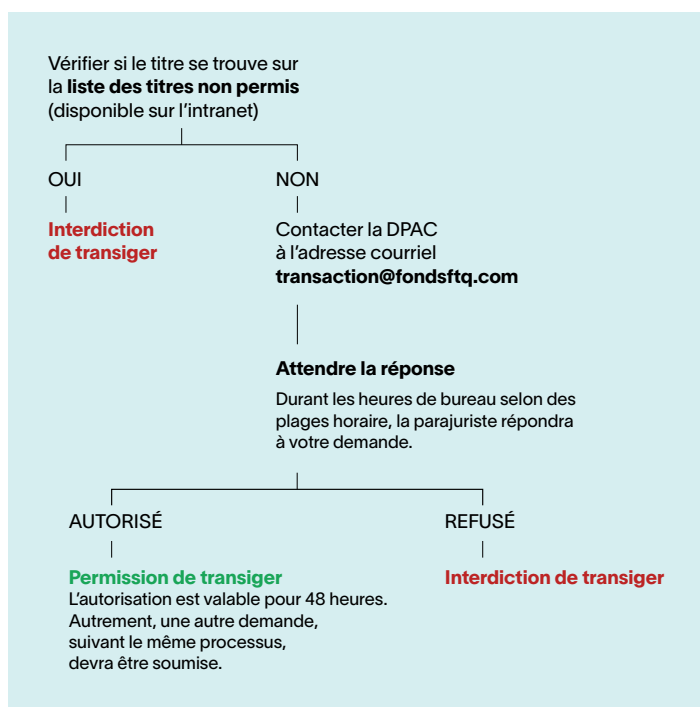 Vérifier si le titre se trouve sur
la liste des titres non permis
(disponible sur l'intranet)
OUI
NON
Interdiction
de transiger
Contacter la DPAC
à l'adresse courriel
transaction@fondsftq.com
Attendre la réponse
Durant les heures de bureau selon des
plages horaire, la parajuriste répondra
à votre demande.
AUTORISÉ
REFUSÉ
Permission de transiger
L'autorisation est valable pour 48 heures.
Autrement, une autre demande,
suivant le même processus,
devra être soumise.
Interdiction de transiger